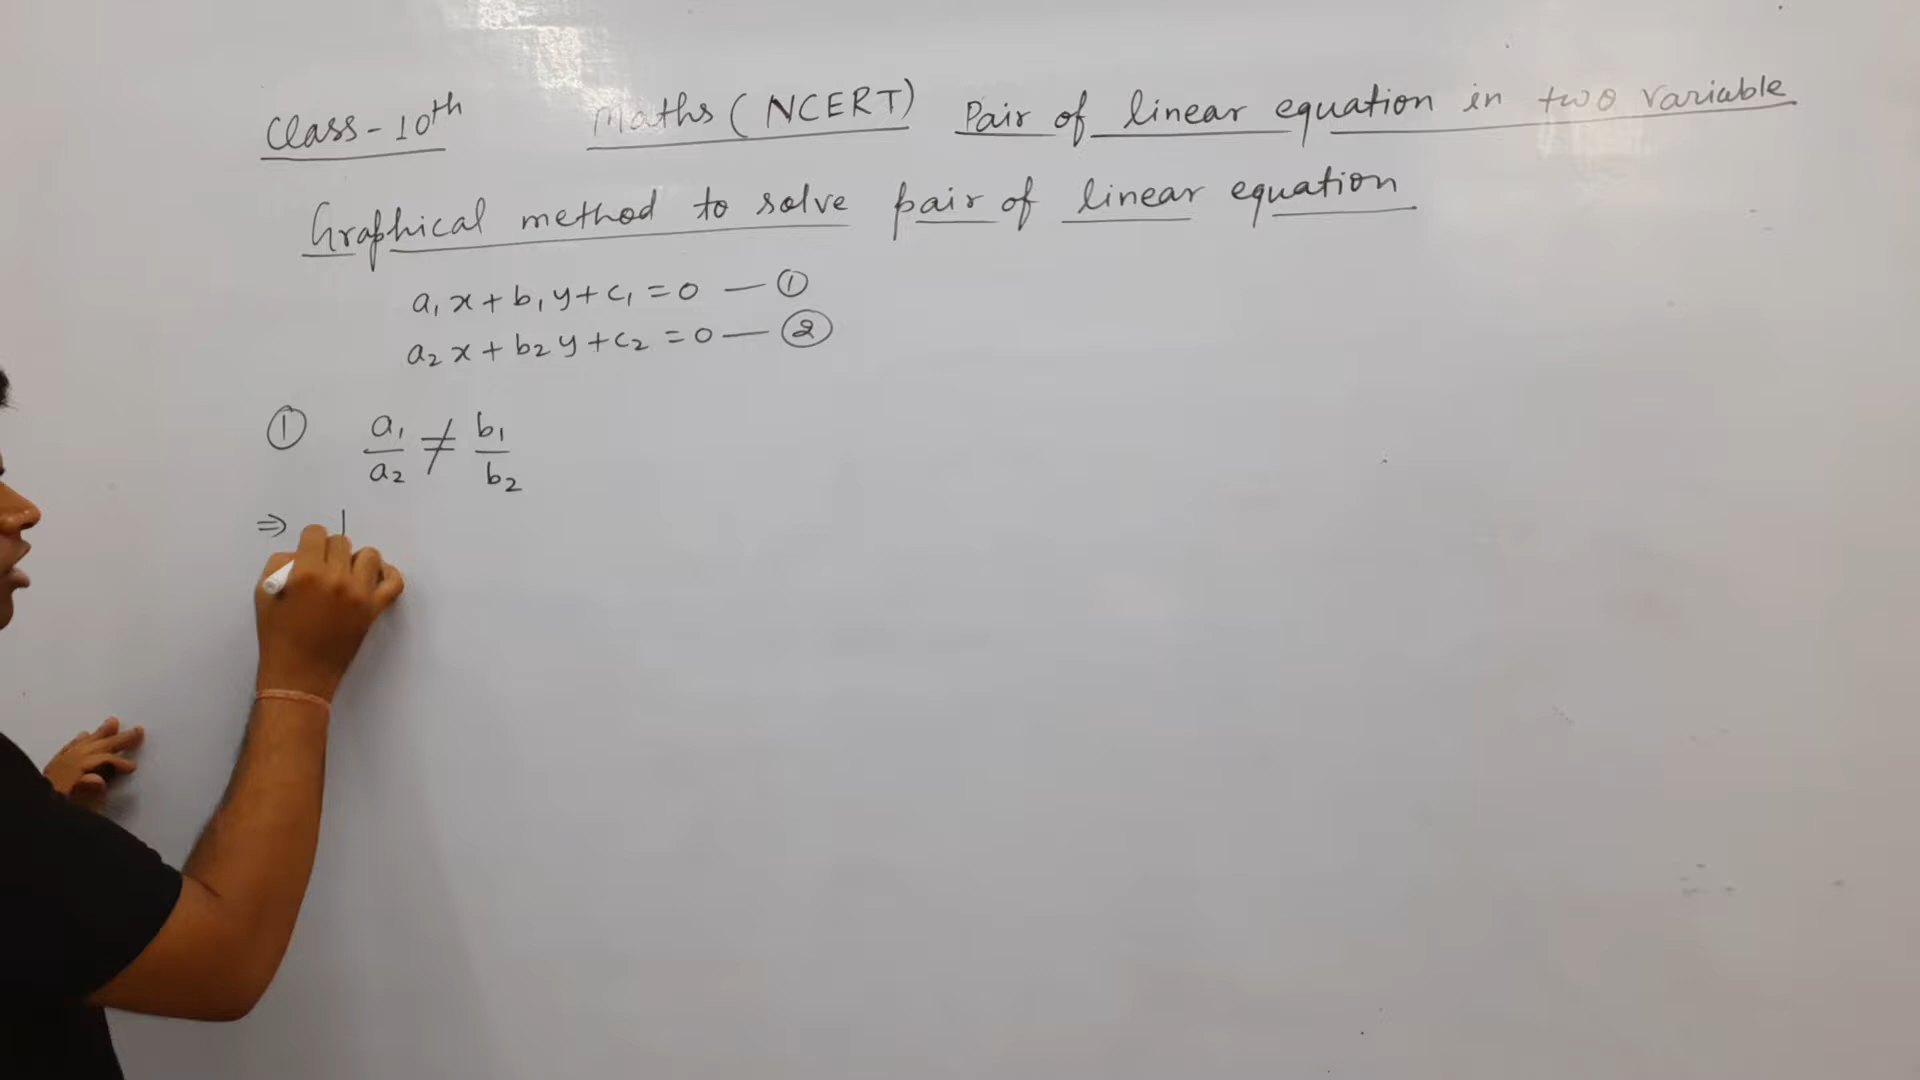 Class-10th Maths (NCERT) Pair of linear equation in two variable
Graphical method to solve pair of linear equation
a₁x + b₁y + c₁ = 0 — ①
a₂x + b₂y + c₂ = 0 — ②
① a₁/a₂ ≠ b₁/b₂
⇒